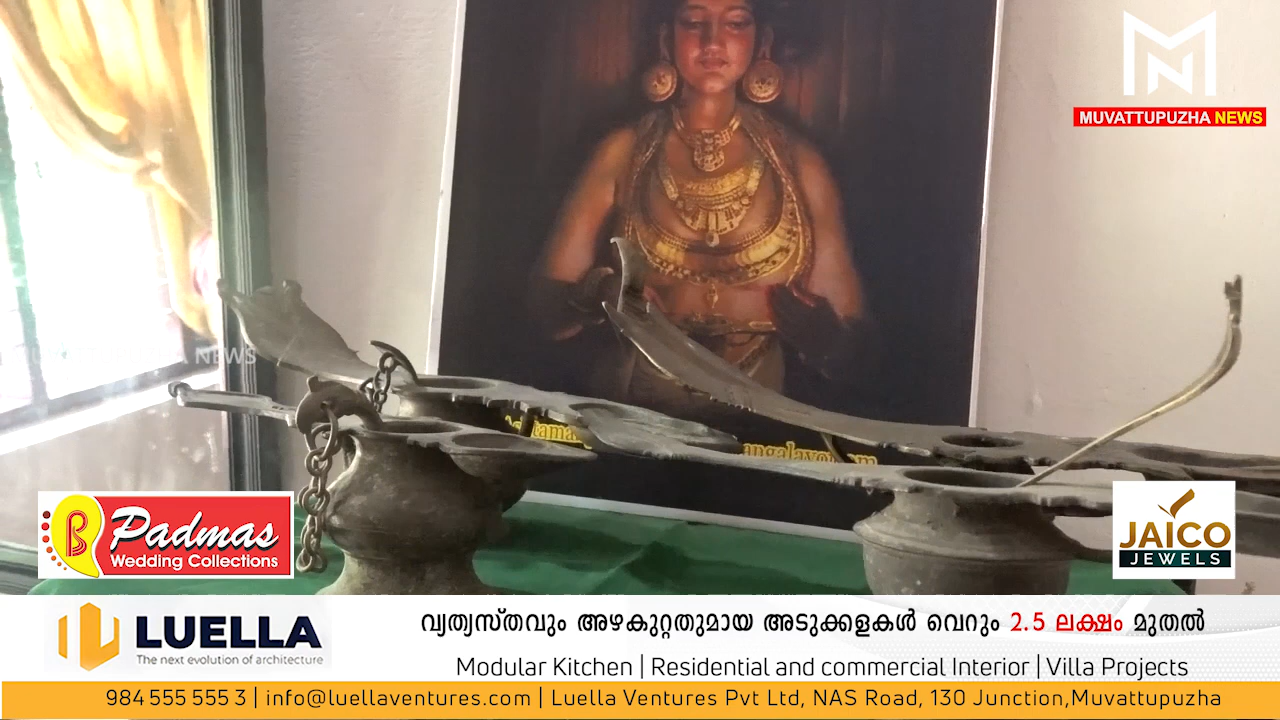 MUVATTUPUZHA NEWS
Padmas
Wedding Collections
JAICO
JEWELS
LUELLA
The next evolution of architecture
വ്യത്യസ്തവും അഴകുറ്റതുമായ അടുക്കളകൾ വെറും 2.5 ലക്ഷം മുതൽ
Modular Kitchen | Residential and commercial Interior | Villa Projects
984 555 555 3 | info@luellaventures.com | Luella Ventures Pvt Ltd, NAS Road, 130 Junction,Muvattupuzha